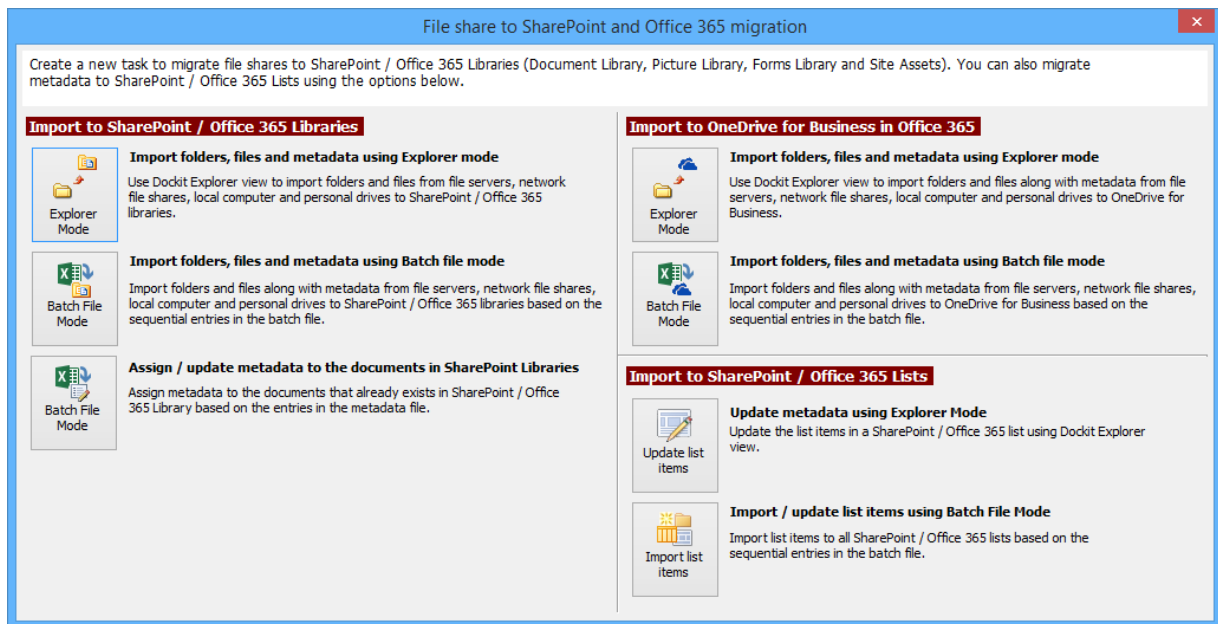 File share to SharePoint and Office 365 migration
Create a new task to migrate file shares to SharePoint / Office 365 Libraries (Document Library, Picture Library, Forms Library and Site Assets). You can also migrate
metadata to SharePoint / Office 365 Lists using the options below.
Import to SharePoint / Office 365 Libraries
Explorer
Mode
Import folders, files and metadata using Explorer mode
Use Dockit Explorer view to import folders and files from file servers, network
file shares, local computer and personal drives to SharePoint / Office 365
libraries.
Batch File
Mode
Import folders, files and metadata using Batch file mode
Import folders and files along with metadata from file servers, network file shares,
local computer and personal drives to SharePoint / Office 365 libraries based on the
sequential entries in the batch file.
Batch File
Mode
Assign / update metadata to the documents in SharePoint Libraries
Assign metadata to the documents that already exists in SharePoint / Office
365 Library based on the entries in the metadata file.
Import to OneDrive for Business in Office 365
Explorer
Mode
Import folders, files and metadata using Explorer mode
Use Dockit Explorer view to import folders and files along with metadata from file
servers, network file shares, local computer and personal drives to OneDrive for
Business.
Batch File
Mode
Import folders, files and metadata using Batch file mode
Import folders and files along with metadata from file servers, network file shares,
local computer and personal drives to OneDrive for Business based on the
sequential entries in the batch file.
Import to SharePoint / Office 365 Lists
Update list
items
Update metadata using Explorer Mode
Update the list items in a SharePoint / Office 365 list using Dockit Explorer
view.
Import list
items
Import / update list items using Batch File Mode
Import list items to all SharePoint / Office 365 lists based on the
sequential entries in the batch file.